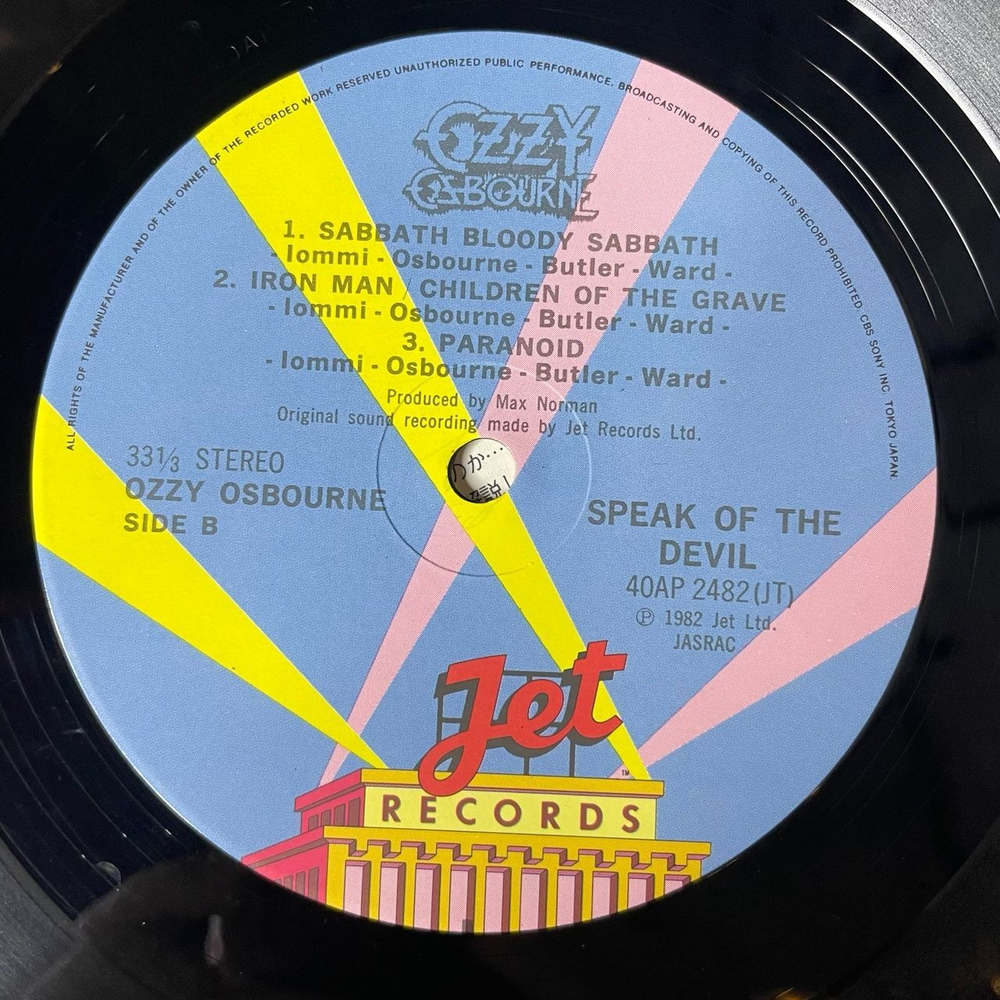 ALL RIGHTS OF THE MANUFACTURER AND OF THE OWNER OF THE RECORDED WORK RESERVED UNAUTHORIZED PUBLIC PERFORMANCE, BROADCASTING AND COPYING OF THIS RECORD PROHIBITED. CBS SONY INC. TOKYO JAPAN
OZZY
OSBOURNE
1. SABBATH BLOODY SABBATH
- Iommi - Osbourne - Butler - Ward -
2. IRON MAN / CHILDREN OF THE GRAVE
- Iommi - Osbourne - Butler - Ward -
3. PARANOID
- Iommi - Osbourne - Butler - Ward -
Produced by Max Norman
Original sound recording made by Jet Records Ltd.
33⅓ STEREO
OZZY OSBOURNE
SIDE B
SPEAK OF THE
DEVIL
40AP 2482(JT)
Ⓟ 1982 Jet Ltd.
JASRAC
Jet
TM
RECORDS